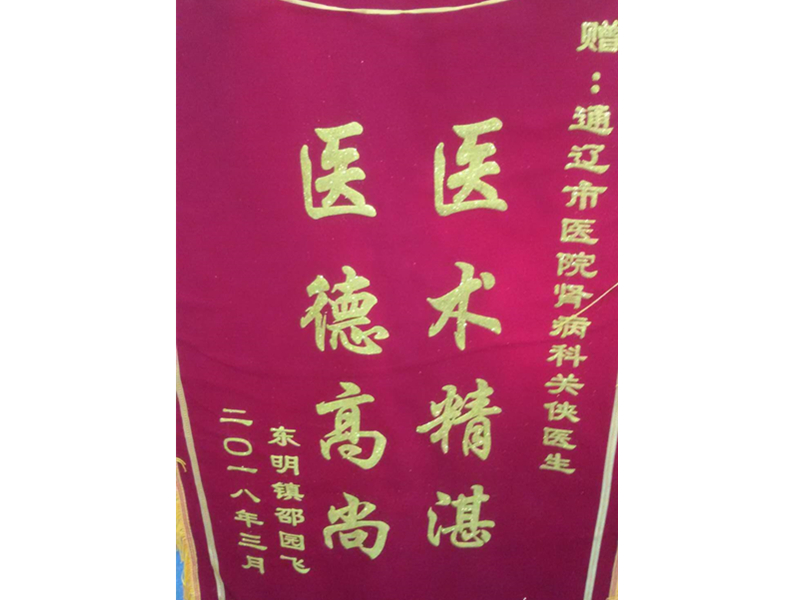 赠：通辽市医院肾病科关侠医生
医术精湛
医德高尚
东明镇邵园飞
二〇一八年三月